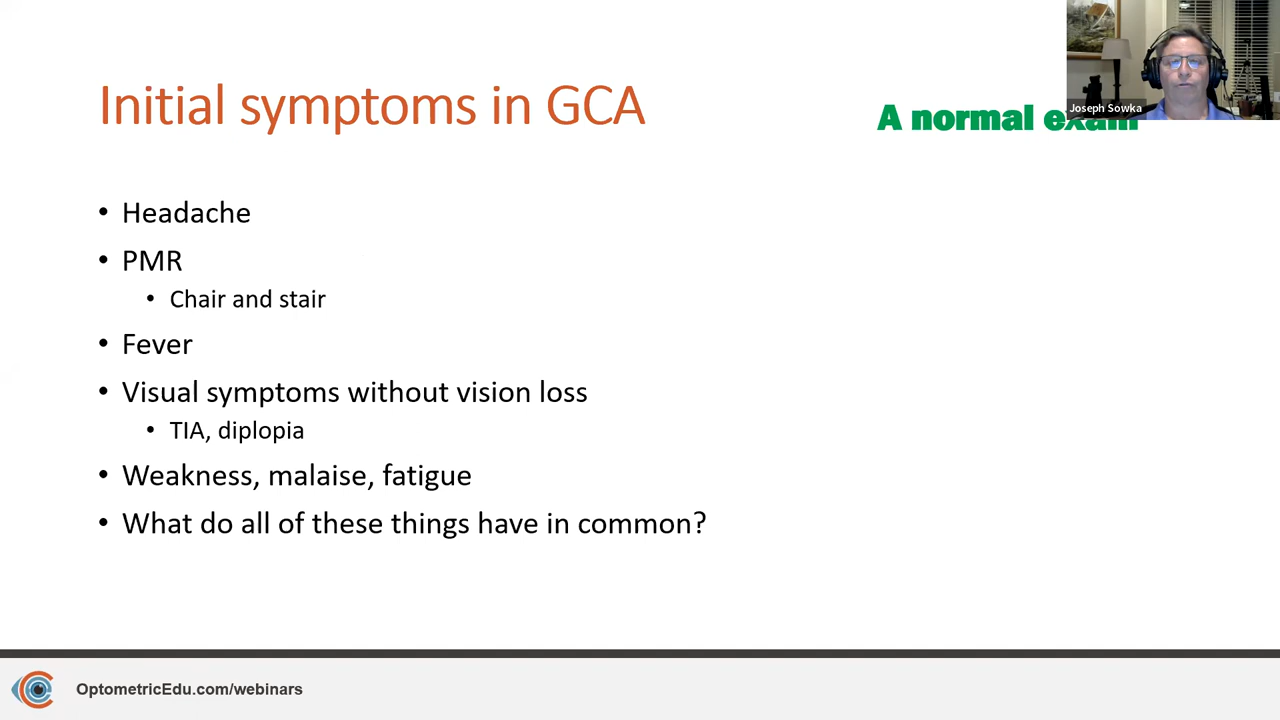 Initial symptoms in GCA
A normal exam
Joseph Sowka
• Headache
• PMR
• Chair and stair
• Fever
• Visual symptoms without vision loss
• TIA, diplopia
• Weakness, malaise, fatigue
• What do all of these things have in common?
OptometricEdu.com/webinars